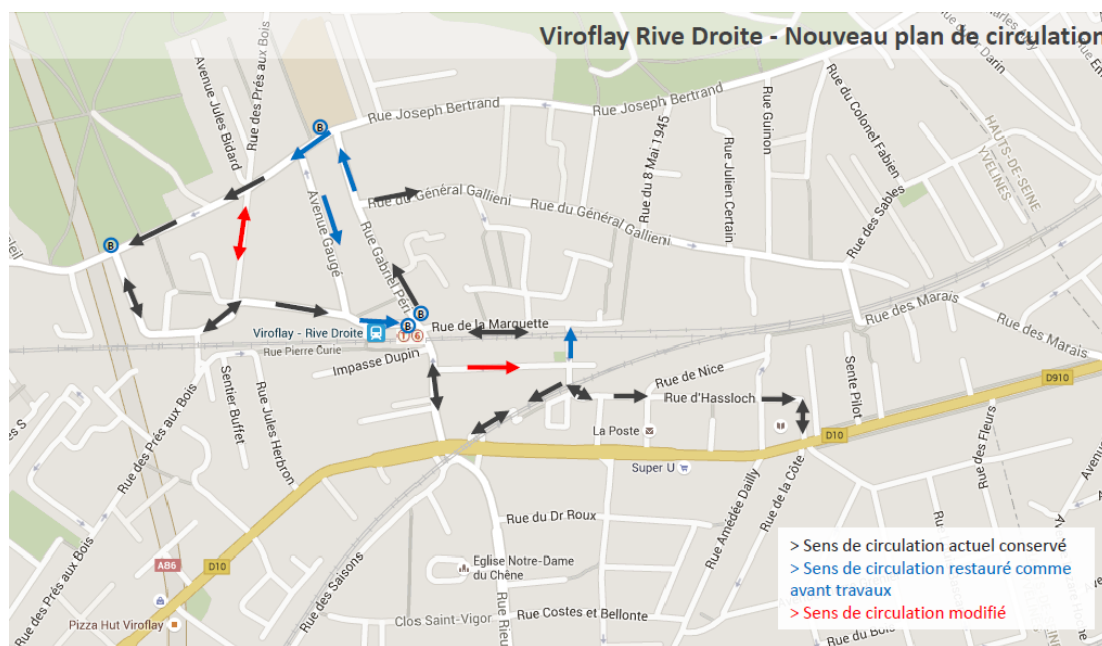 Viroflay Rive Droite - Nouveau plan de circulation
Avenue Jules Bidard
Rue des Prés aux Bois
B
Rue Joseph Bertrand
Rue Joseph Bertrand
Rue du 8 Mai 1945
Rue Julien Certain
Rue Guinon
Rue du Colonel Fabien
Darin
HAUTS-DE-SEINE
YVELINES
Rue des Sables
Rue du Général Gallieni
Rue du Général Gallieni
Avenue Gaugé
Rue Gabriel Péri
B
B
B
Viroflay - Rive Droite
T 6
Rue de la Marquette
Rue Pierre Curie
Impasse Dupin
Rue des Marais
Rue des Marais
Rue de Nice
Rue d'Hassloch
Sente Pilot
D910
La Poste
Super U
D10
Sentier Buffet
Rue Jules Herbron
Rue des Prés aux Bois
Rue des Prés aux Bois
Rue des Saisons
Rue Amédée Dailly
Rue de la Côte
Rue des Fleurs
Rue du Dr Roux
Eglise Notre-Dame
du Chêne
Rue Costes et Bellonte
Clos Saint-Vigor
Rue Rieu
A86
D10
Pizza Hut Viroflay
> Sens de circulation actuel conservé
> Sens de circulation restauré comme
avant travaux
> Sens de circulation modifié
Rue du Bois